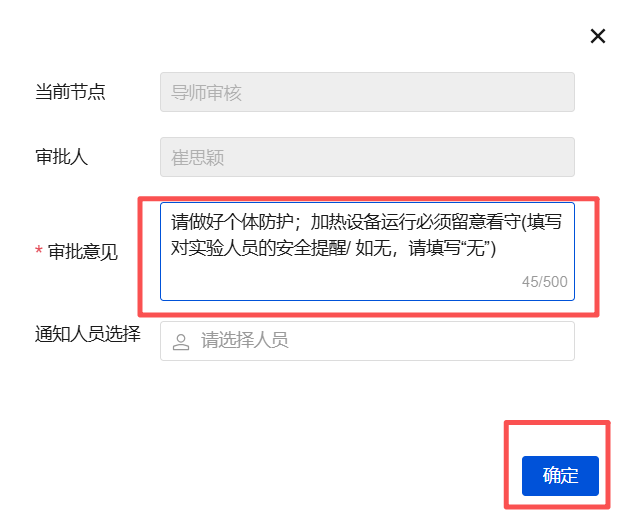 当前节点
导师审核
审批人
崔思颖
* 审批意见
请做好个体防护；加热设备运行必须留意看守(填写
对实验人员的安全提醒/ 如无，请填写“无”)
45/500
通知人员选择
请选择人员
确定